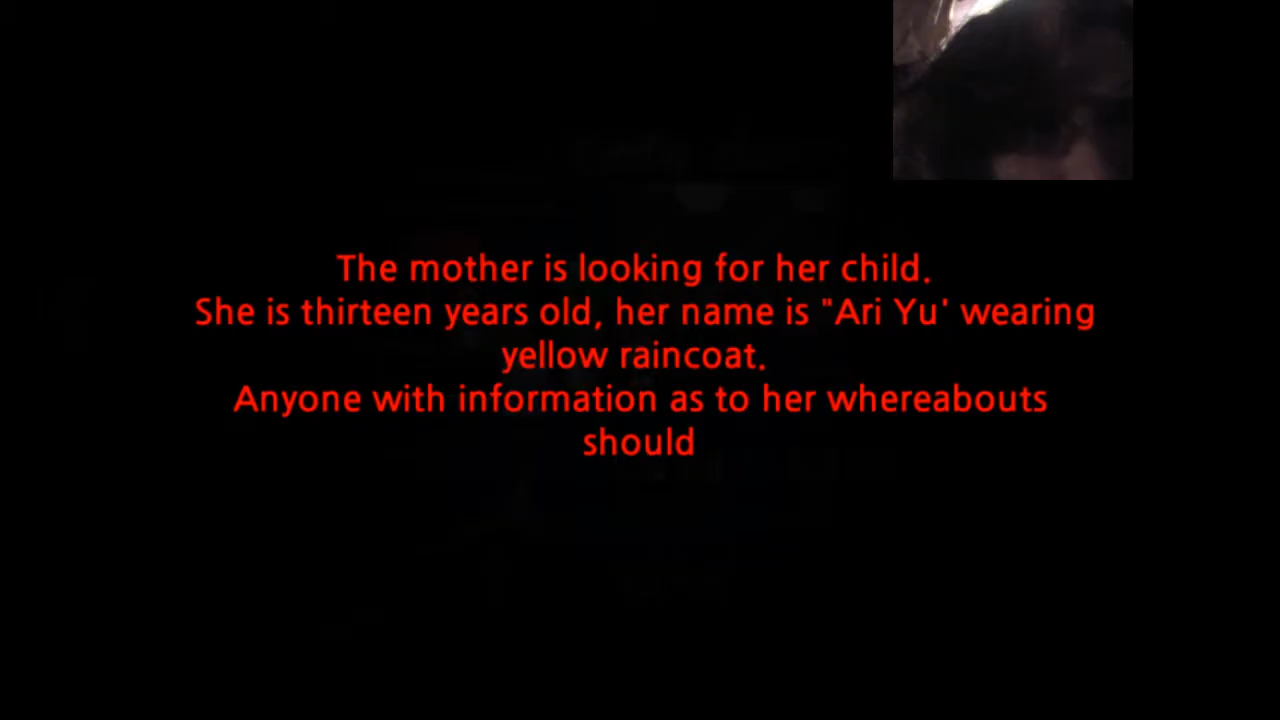 The mother is looking for her child.
She is thirteen years old, her name is "Ari Yu' wearing
yellow raincoat.
Anyone with information as to her whereabouts
should